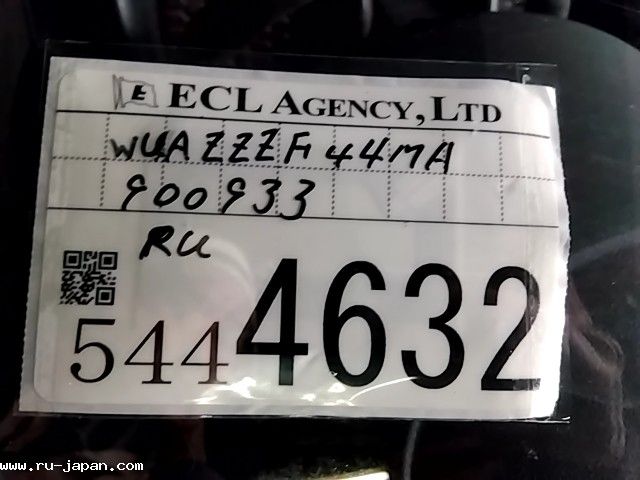 E ECL AGENCY, LTD
WUAZZZF44MA
900933
RU
5444632
www.ru-japan.com